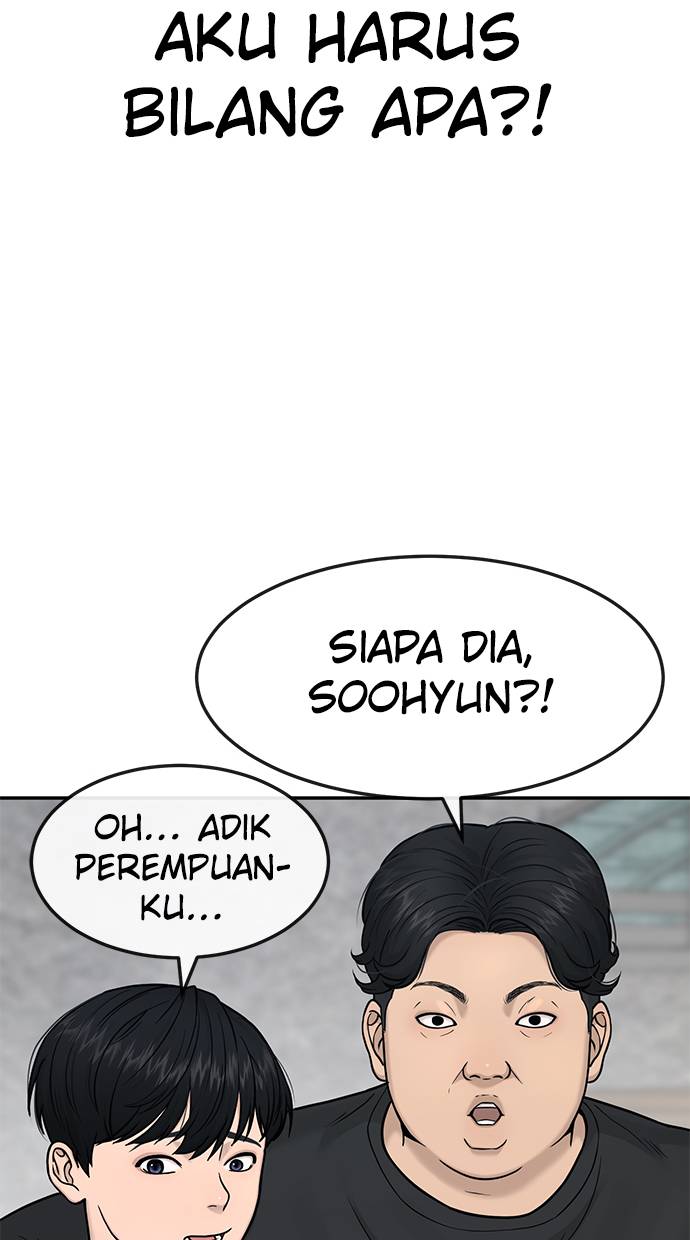 AKU HARUS
BILANG APA?!
SIAPA DIA,
SOOHYUN?!
OH... ADIK
PEREMPUAN-
KU...